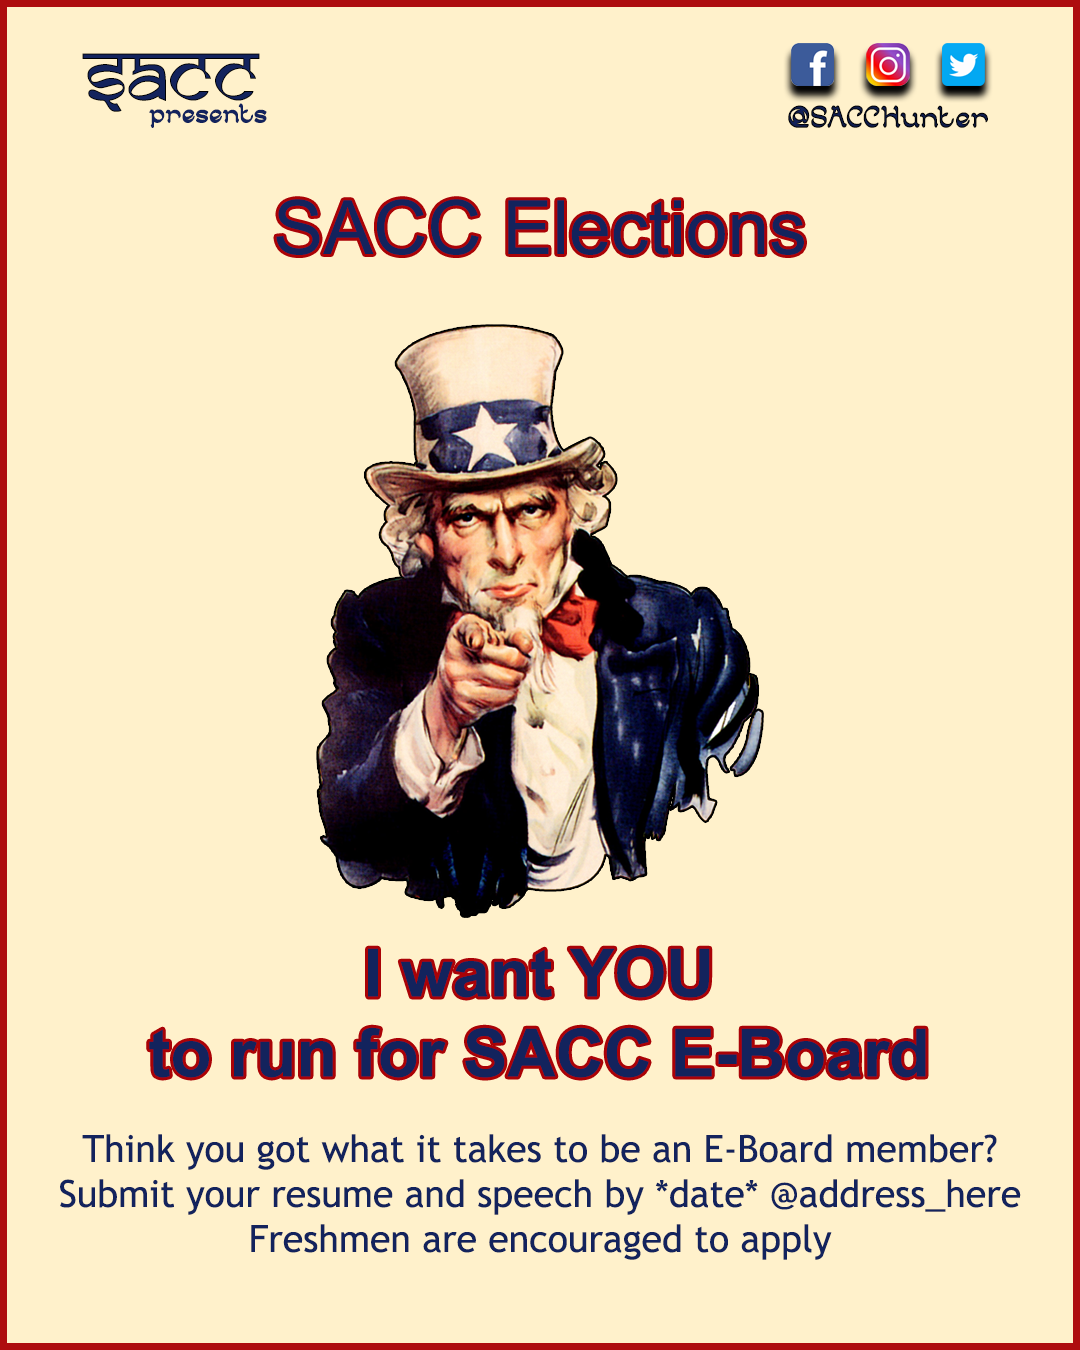 SACC
presents
@SACCHunter
SACC Elections
I want YOU
to run for SACC E-Board
Think you got what it takes to be an E-Board member?
Submit your resume and speech by *date* @address_here
Freshmen are encouraged to apply